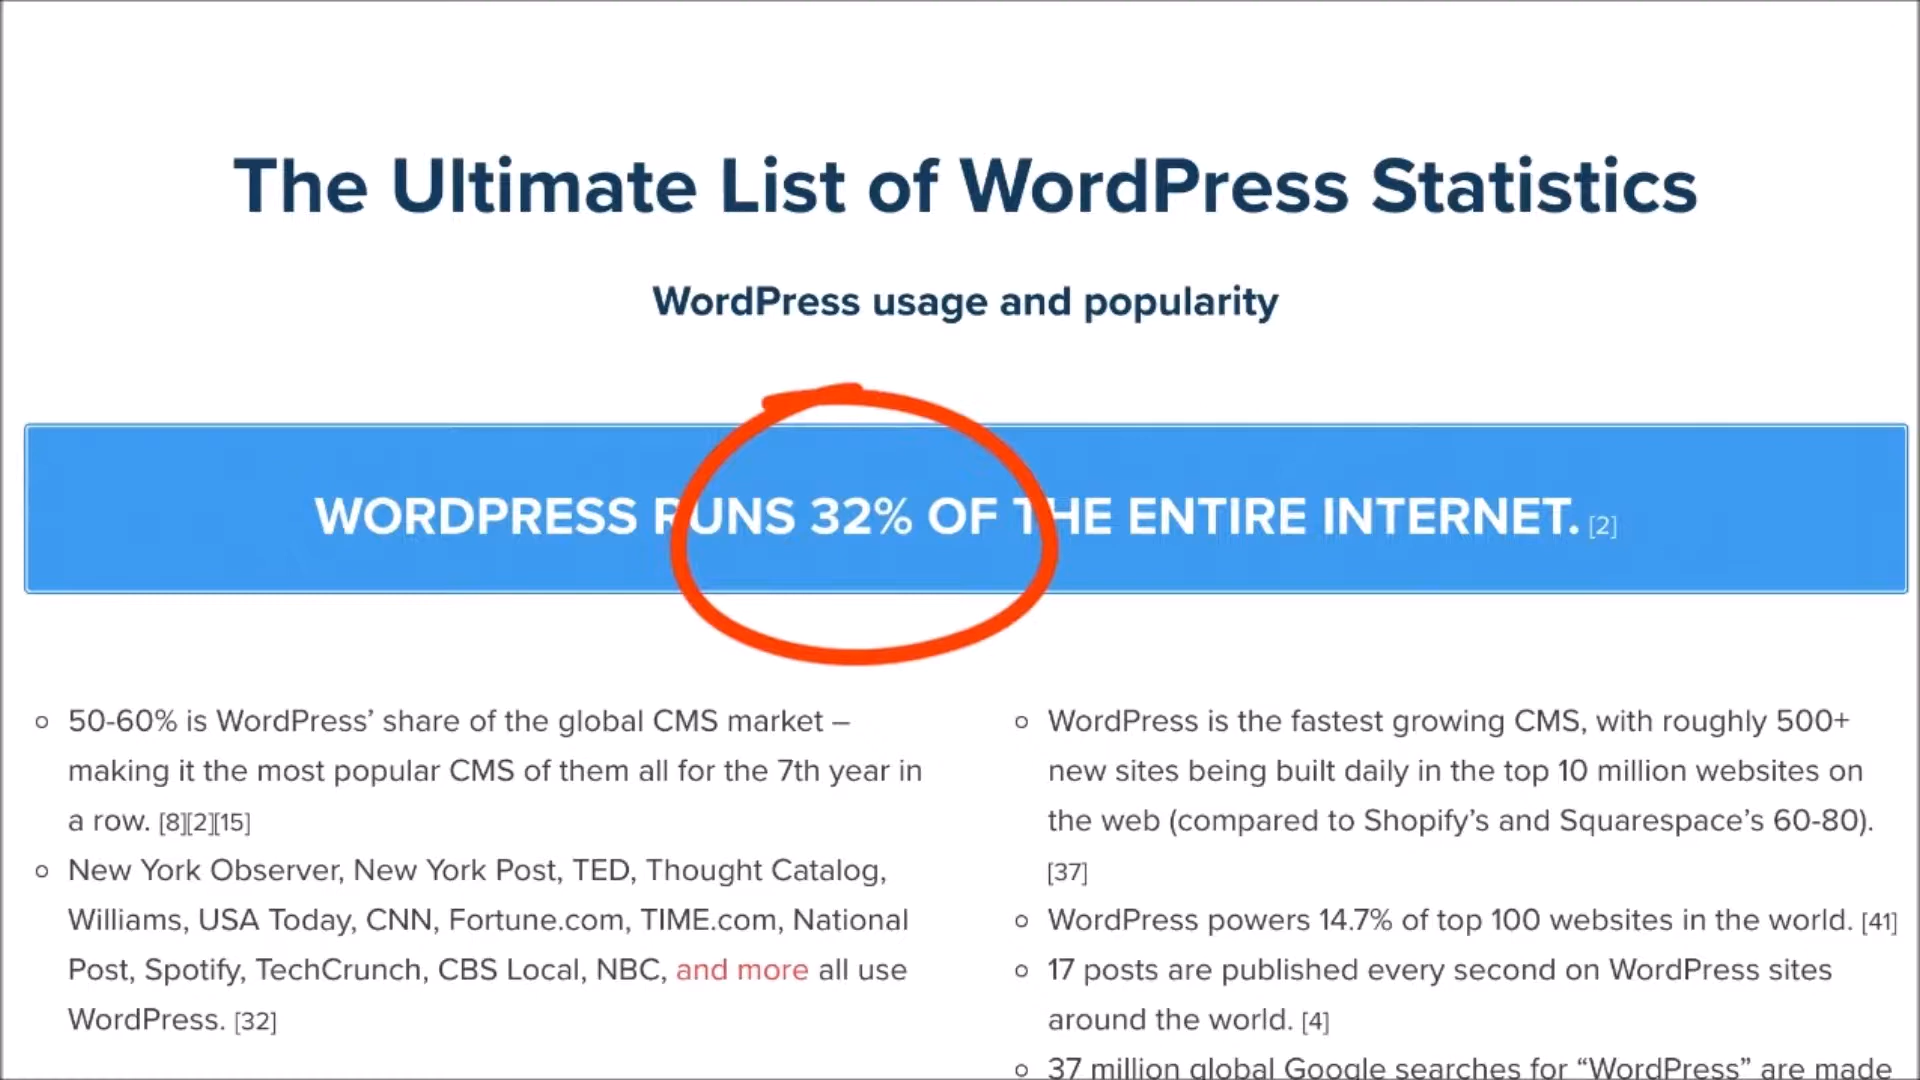 The Ultimate List of WordPress Statistics
WordPress usage and popularity
WORDPRESS RUNS 32% OF THE ENTIRE INTERNET. [2]
50-60% is WordPress’ share of the global CMS market –
making it the most popular CMS of them all for the 7th year in
a row. [8][2][15]
New York Observer, New York Post, TED, Thought Catalog,
Williams, USA Today, CNN, Fortune.com, TIME.com, National
Post, Spotify, TechCrunch, CBS Local, NBC, and more all use
WordPress. [32]
WordPress is the fastest growing CMS, with roughly 500+
new sites being built daily in the top 10 million websites on
the web (compared to Shopify’s and Squarespace’s 60-80).
[37]
WordPress powers 14.7% of top 100 websites in the world. [41]
17 posts are published every second on WordPress sites
around the world. [4]
37 million global Google searches for “WordPress” are made